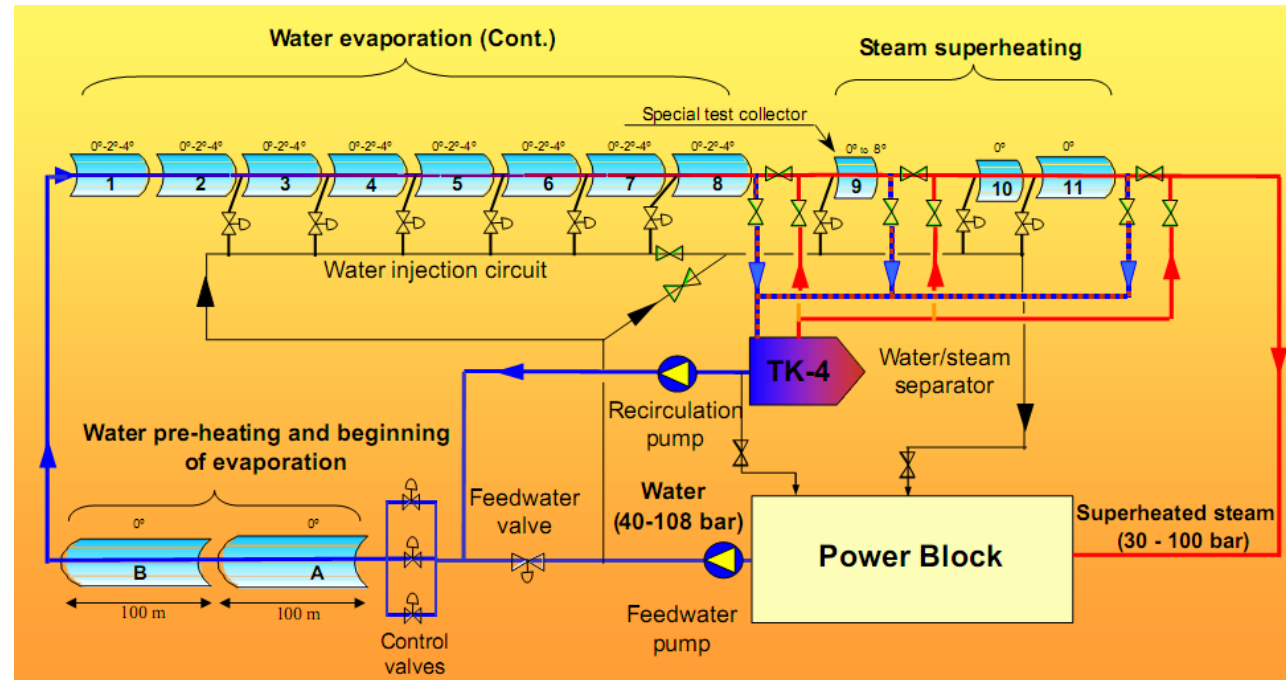 Water evaporation (Cont.)
Steam superheating
Special test collector
0º-2º-4º 0º-2º-4º 0º-2º-4º 0º-2º-4º 0º-2º-4º 0º-2º-4º 0º-2º-4º 0º-2º-4º 0º to 8º 0º 0º
1 2 3 4 5 6 7 8 9 10 11
Water injection circuit
TK-4
Water/steam
separator
Recirculation
pump
Water pre-heating and beginning
of evaporation
Feedwater
valve
Water
(40-108 bar)
Superheated steam
(30 - 100 bar)
Power Block
0º 0º
B A
100 m 100 m
Control
valves
Feedwater
pump